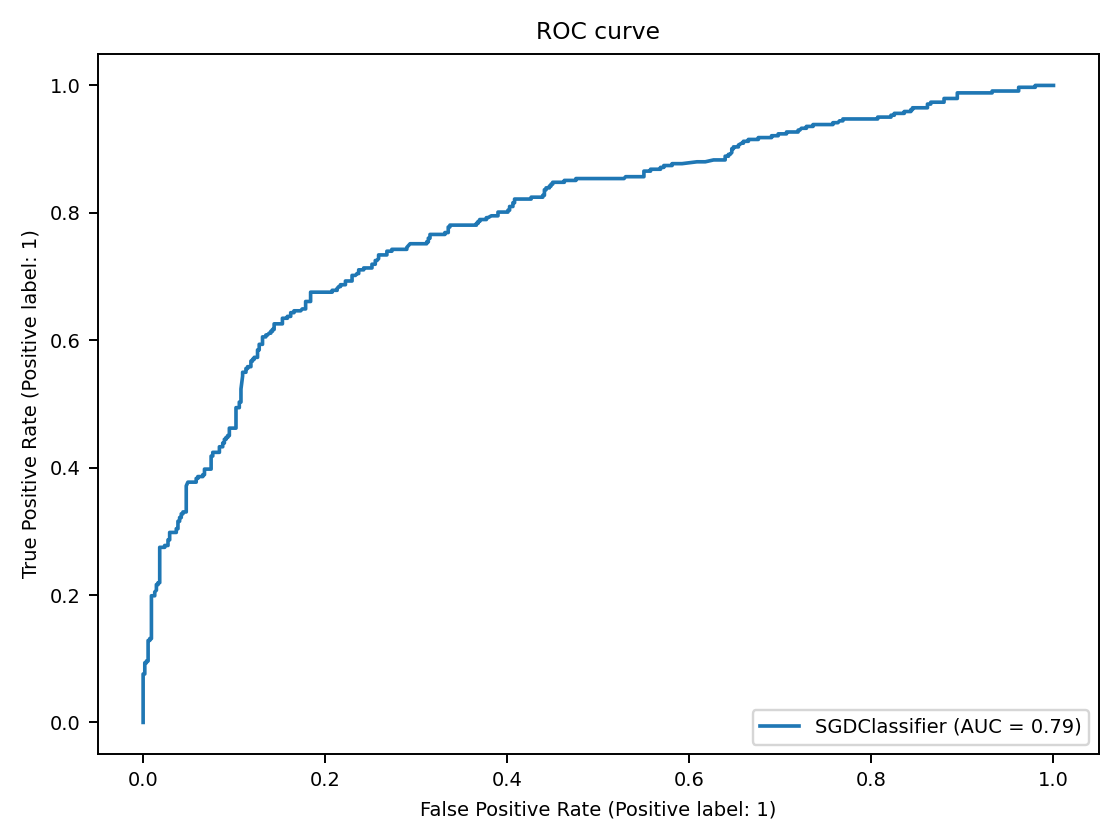 ROC curve
True Positive Rate (Positive label: 1)
1.0
0.8
0.6
0.4
0.2
0.0
SGDClassifier (AUC = 0.79)
0.0 0.2 0.4 0.6 0.8 1.0
False Positive Rate (Positive label: 1)